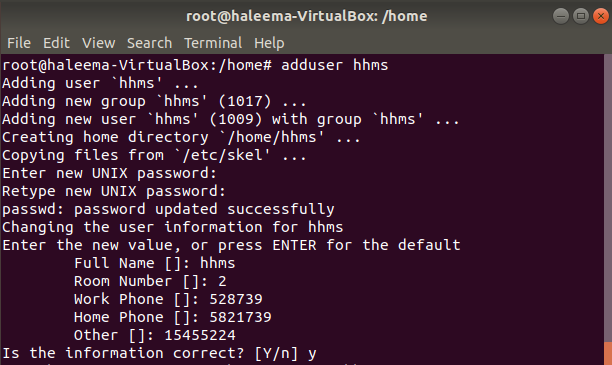 root@haleema-VirtualBox: /home
File Edit View Search Terminal Help
root@haleema-VirtualBox:/home# adduser hhms
Adding user `hhms' ...
Adding new group `hhms' (1017) ...
Adding new user `hhms' (1009) with group `hhms' ...
Creating home directory `/home/hhms' ...
Copying files from `/etc/skel' ...
Enter new UNIX password:
Retype new UNIX password:
passwd: password updated successfully
Changing the user information for hhms
Enter the new value, or press ENTER for the default
Full Name []: hhms
Room Number []: 2
Work Phone []: 528739
Home Phone []: 5821739
Other []: 15455224
Is the information correct? [Y/n] y